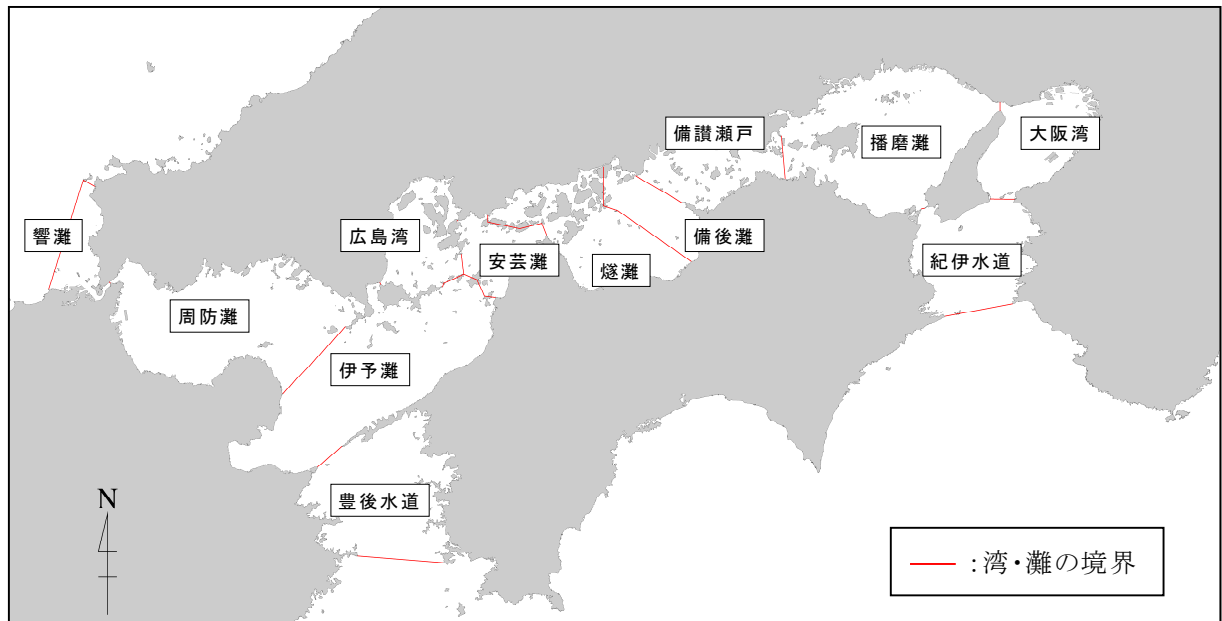 備讃瀬戸
播磨灘
大阪湾
響灘
広島湾
安芸灘
燧灘
備後灘
紀伊水道
周防灘
伊予灘
豊後水道
N
:湾・灘の境界